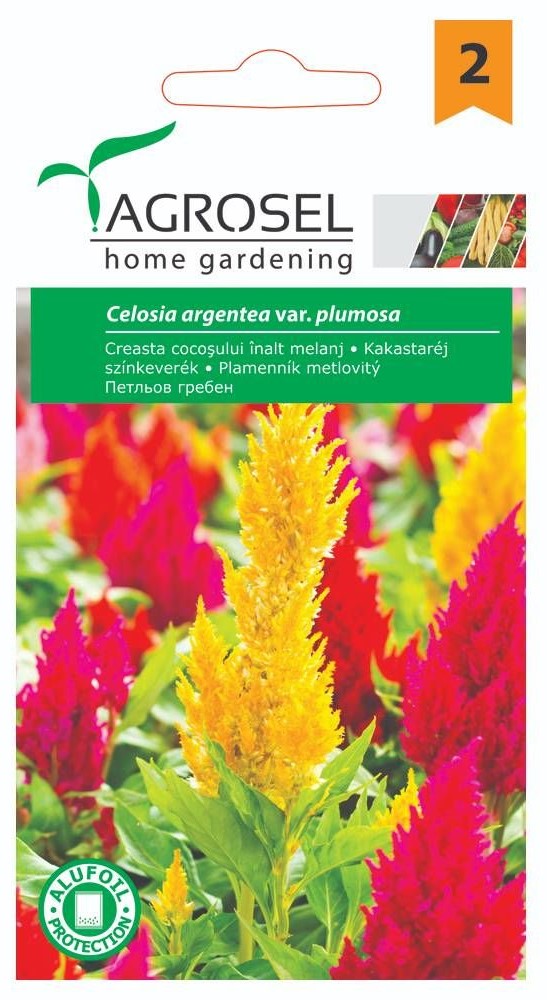 2
AGROSEL
home gardening
Celosia argentea var. plumosa
Creasta cocoşului înalt melanj • Kakastaréj
színkeverék • Plamenník metlovitý
Петльов гребен
ALUFOIL
PROTECTION